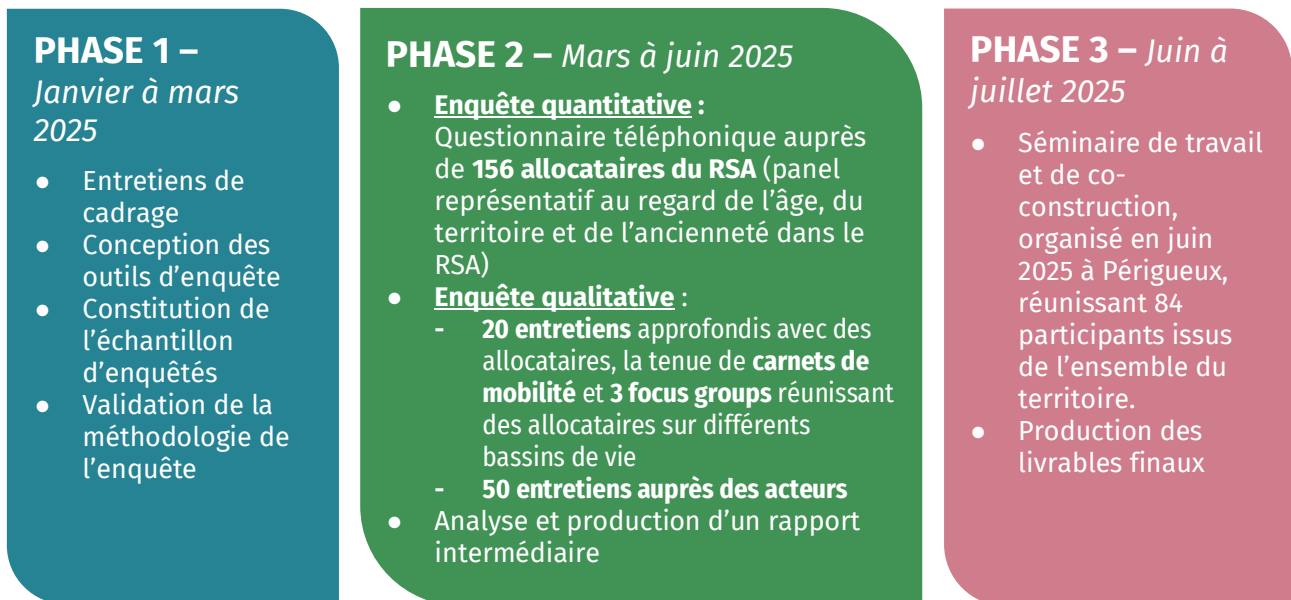 PHASE 1 –
Janvier à mars
2025
● Entretiens de
cadrage
● Conception des
outils d’enquête
● Constitution de
l’échantillon
d’enquêtés
● Validation de la
méthodologie de
l’enquête
PHASE 2 – Mars à juin 2025
● Enquête quantitative :
Questionnaire téléphonique auprès
de 156 allocataires du RSA (panel
représentatif au regard de l’âge, du
territoire et de l’ancienneté dans le
RSA)
● Enquête qualitative :
- 20 entretiens approfondis avec des
allocataires, la tenue de carnets de
mobilité et 3 focus groups réunissant
des allocataires sur différents
bassins de vie
- 50 entretiens auprès des acteurs
● Analyse et production d’un rapport
intermédiaire
PHASE 3 – Juin à
juillet 2025
● Séminaire de travail
et de co-
construction,
organisé en juin
2025 à Périgueux,
réunissant 84
participants issus
de l’ensemble du
territoire.
● Production des
livrables finaux